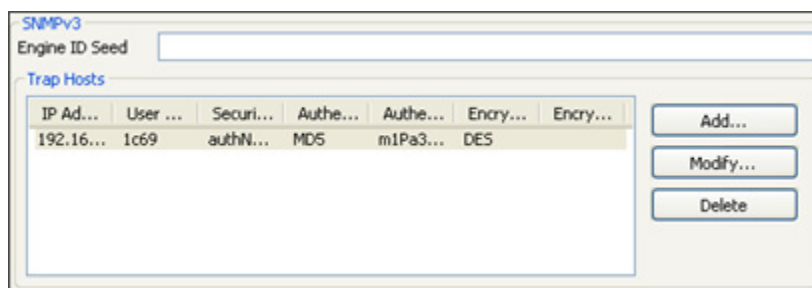 SNMPv3
Engine ID Seed
Trap Hosts
IP Ad... User ... Securi... Authe... Authe... Encry... Encry...
192.16... 1c69 authN... MD5 m1Pa3... DES
Add...
Modify...
Delete